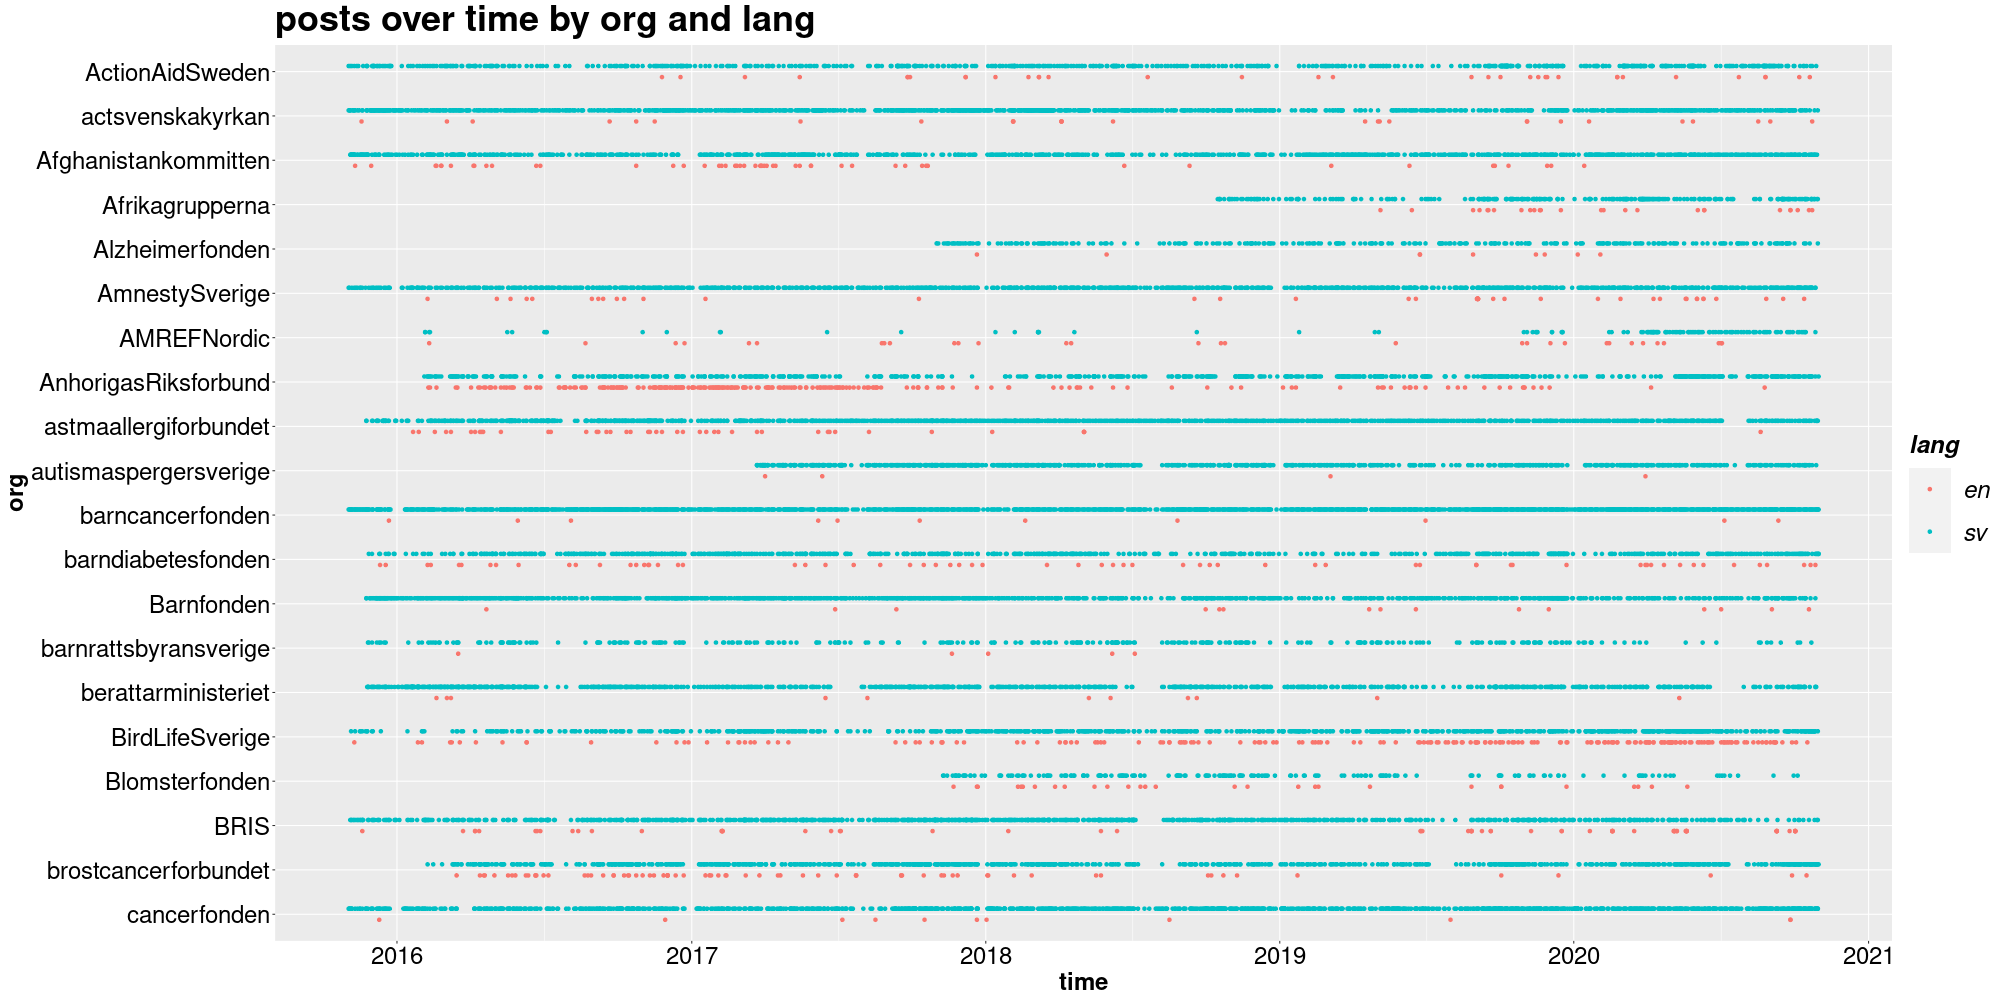 posts over time by org and lang
ActionAidSweden
actsvenskakyrkan
Afghanistankommitten
Afrikagrupperna
Alzheimerfonden
AmnestySverige
AMREFNordic
AnhorigasRiksforbund
astmaallergiforbundet
autismaspergersverige
barncancerfonden
barndiabetesfonden
Barnfonden
barnrattsbyransverige
berattarministeriet
BirdLifeSverige
Blomsterfonden
BRIS
brostcancerforbundet
cancerfonden
org
2016 2017 2018 2019 2020 2021
time
lang
en
sv